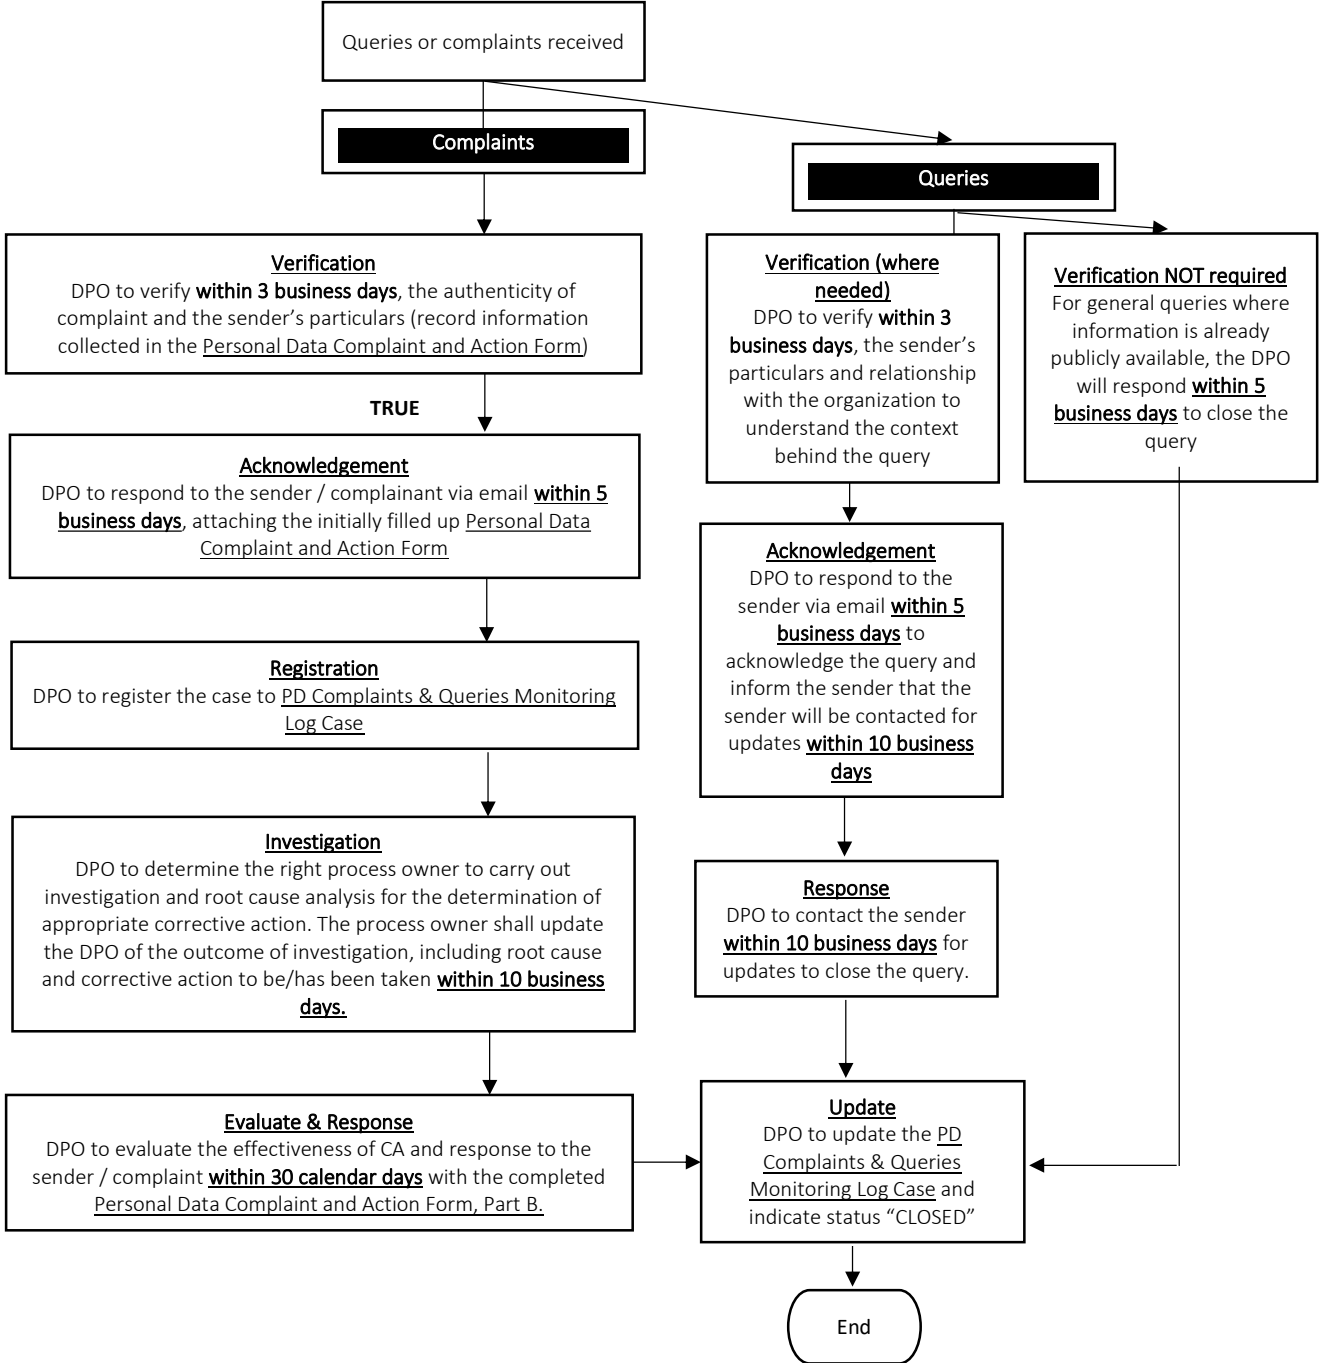 Queries or complaints received
Complaints
Queries
Verification
DPO to verify within 3 business days, the authenticity of
complaint and the sender’s particulars (record information
collected in the Personal Data Complaint and Action Form)
TRUE
Acknowledgement
DPO to respond to the sender / complainant via email within 5
business days, attaching the initially filled up Personal Data
Complaint and Action Form
Registration
DPO to register the case to PD Complaints & Queries Monitoring
Log Case
Investigation
DPO to determine the right process owner to carry out
investigation and root cause analysis for the determination of
appropriate corrective action. The process owner shall update
the DPO of the outcome of investigation, including root cause
and corrective action to be/has been taken within 10 business
days.
Evaluate & Response
DPO to evaluate the effectiveness of CA and response to the
sender / complaint within 30 calendar days with the completed
Personal Data Complaint and Action Form, Part B.
Verification (where
needed)
DPO to verify within 3
business days, the sender’s
particulars and relationship
with the organization to
understand the context
behind the query
Acknowledgement
DPO to respond to the
sender via email within 5
business days to
acknowledge the query and
inform the sender that the
sender will be contacted for
updates within 10 business
days
Response
DPO to contact the sender
within 10 business days for
updates to close the query.
Verification NOT required
For general queries where
information is already
publicly available, the DPO
will respond within 5
business days to close the
query
Update
DPO to update the PD
Complaints & Queries
Monitoring Log Case and
indicate status “CLOSED”
End